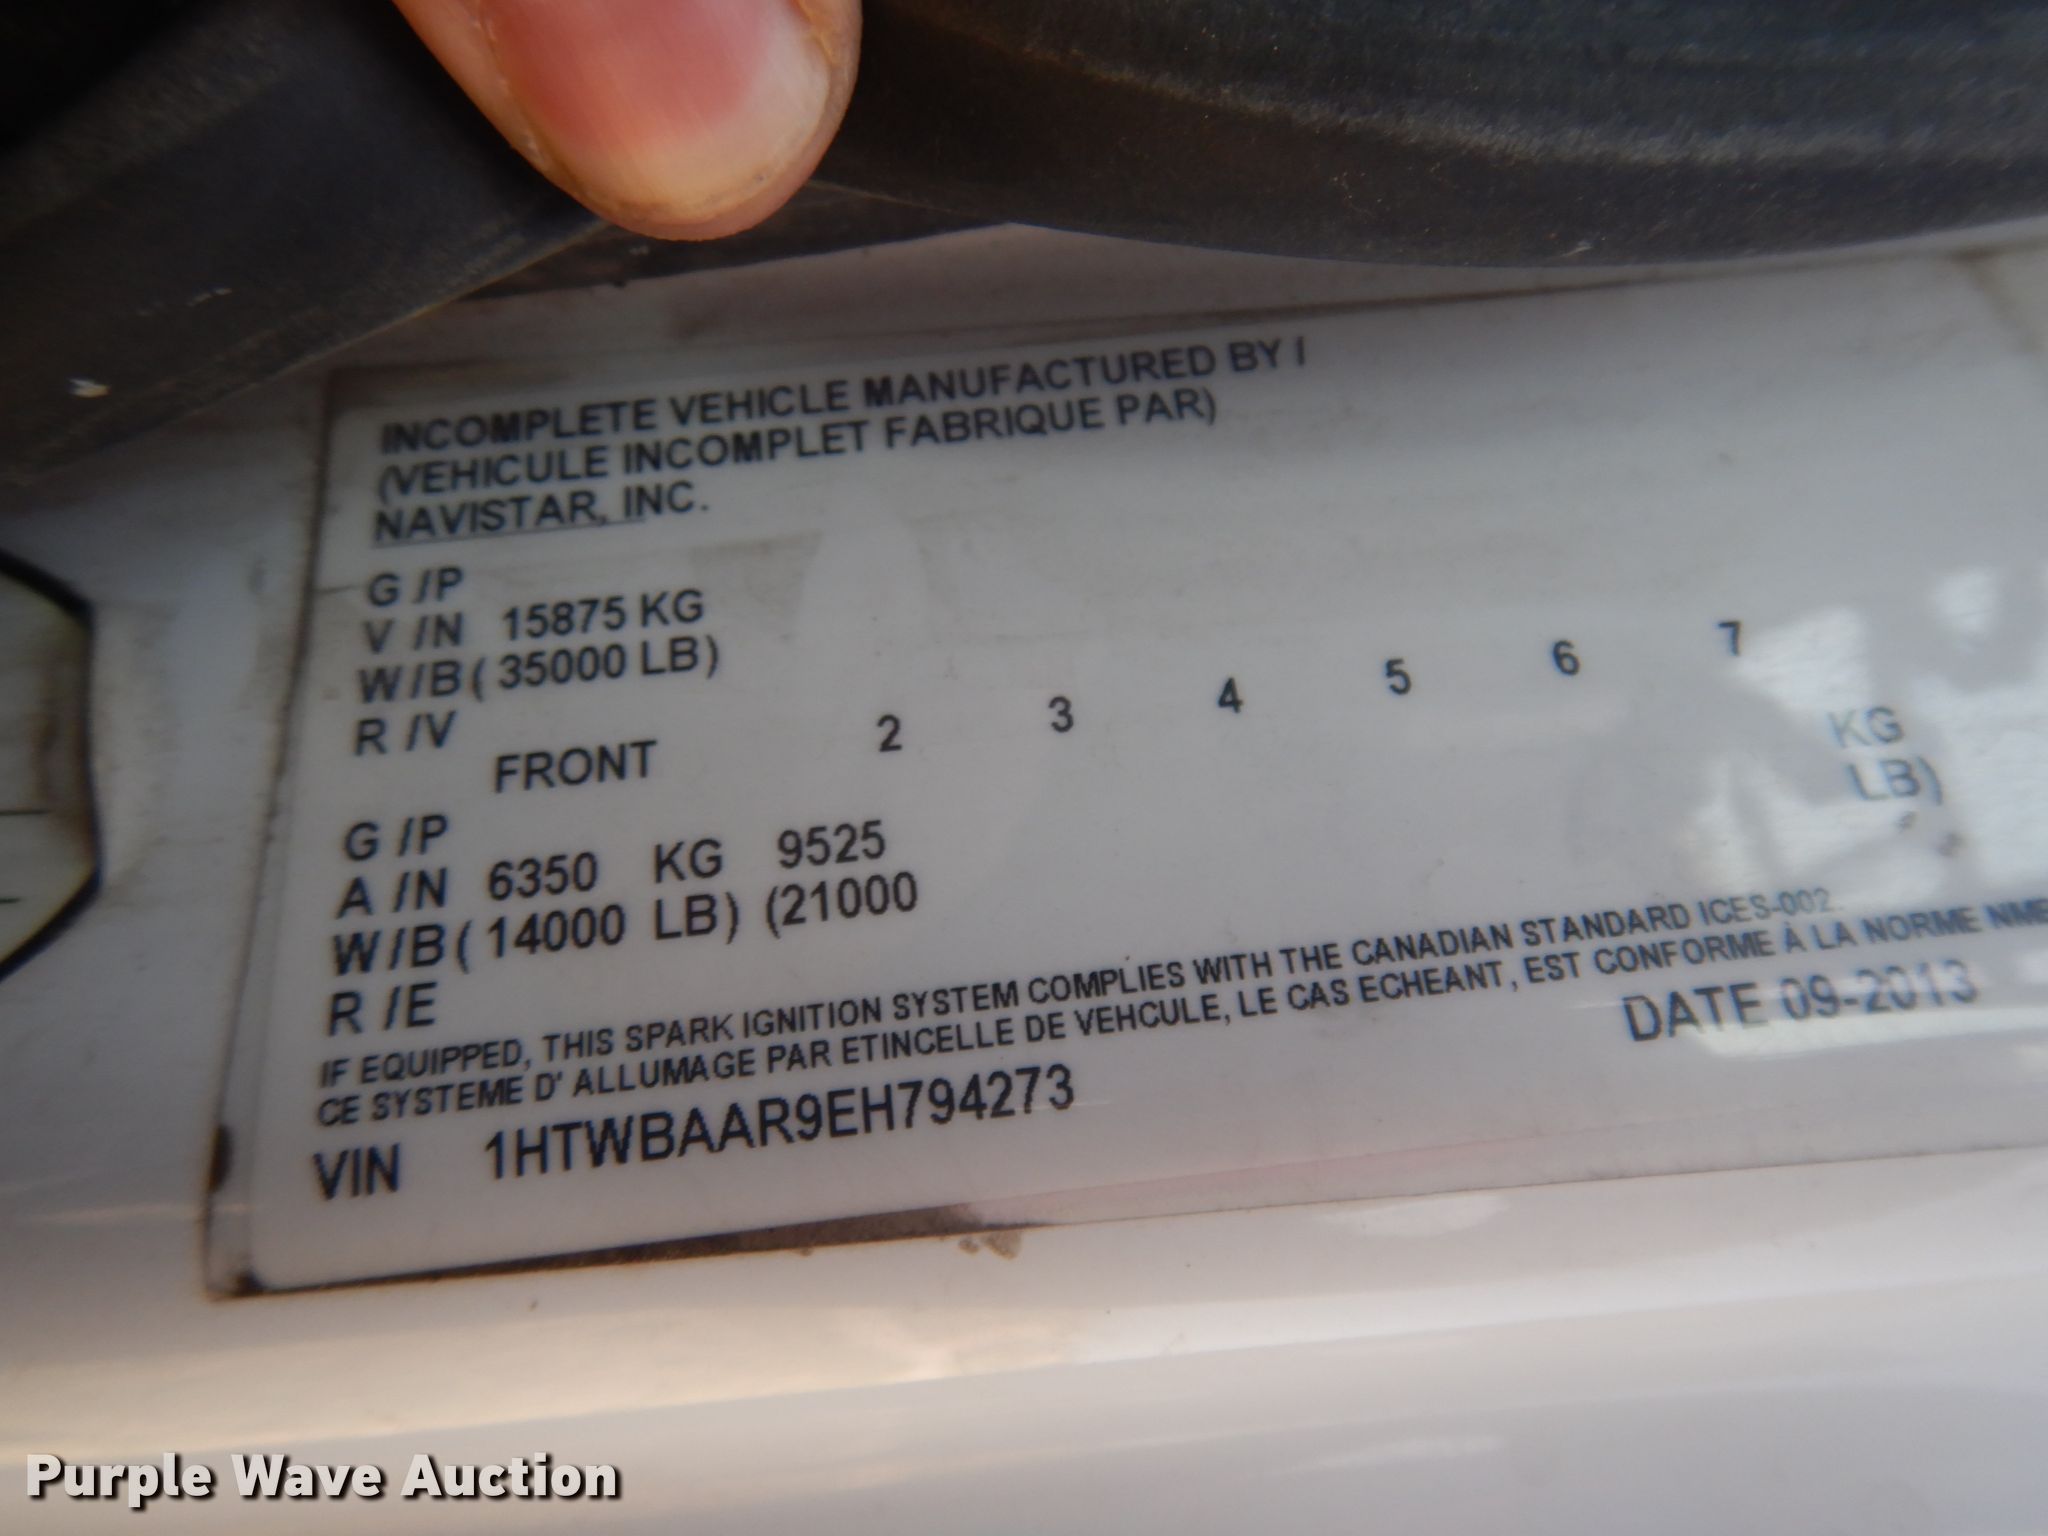 INCOMPLETE VEHICLE MANUFACTURED BY I
(VEHICULE INCOMPLET FABRIQUE PAR)
NAVISTAR, INC.
G /P
V /N 15875 KG
W/B ( 35000 LB)
R /V
FRONT 2 3 4 5 6 7
G /P KG
A /N 6350 KG 9525 LB)
W/B ( 14000 LB) (21000
R /E
IF EQUIPPED, THIS SPARK IGNITION SYSTEM COMPLIES WITH THE CANADIAN STANDARD ICES-002.
CE SYSTEME D' ALLUMAGE PAR ETINCELLE DE VEHCULE, LE CAS ECHEANT, EST CONFORME À LA NORME NMB
DATE 09-2013
VIN 1HTWBAAR9EH794273
Purple Wave Auction